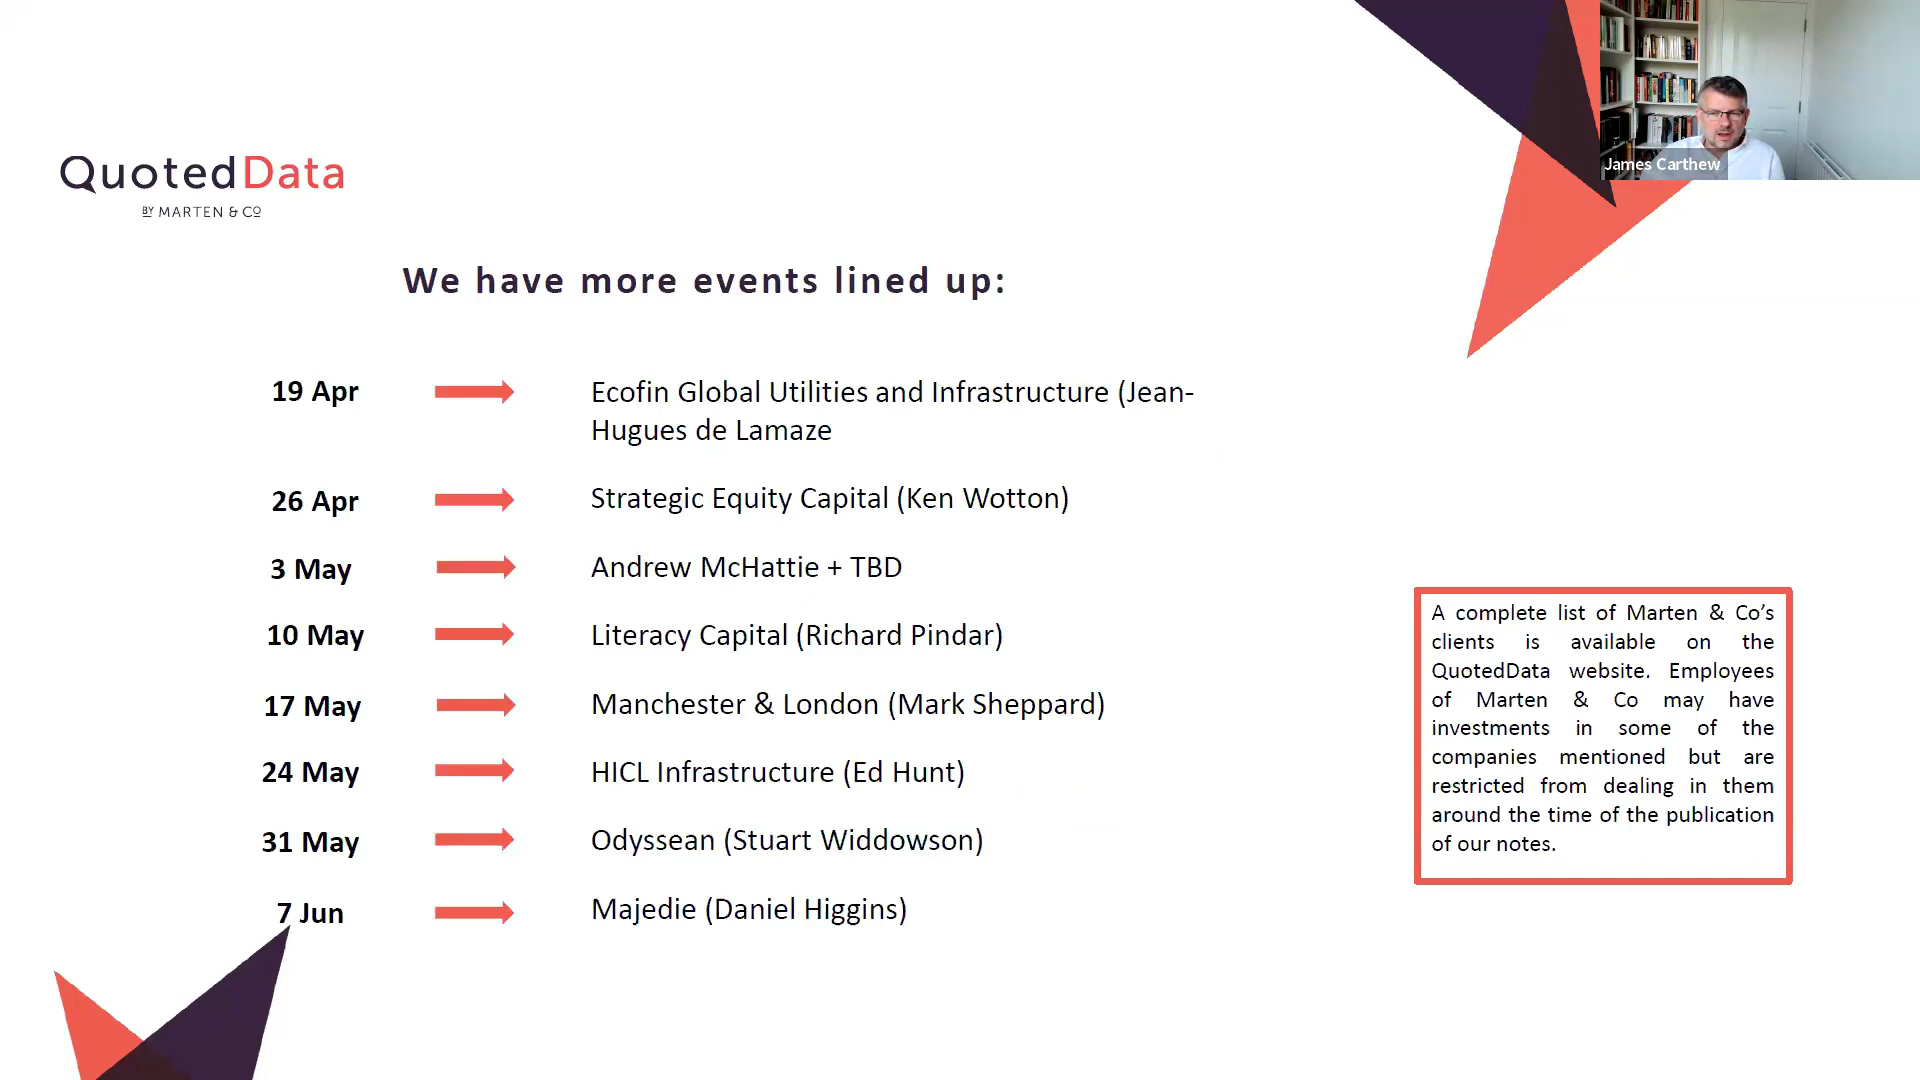 James Carthew
QuotedData
BY MARTEN & CO
We have more events lined up:
19 Apr
Ecofin Global Utilities and Infrastructure (Jean-
Hugues de Lamaze
26 Apr
Strategic Equity Capital (Ken Wotton)
3 May
Andrew McHattie + TBD
10 May
Literacy Capital (Richard Pindar)
17 May
Manchester & London (Mark Sheppard)
24 May
HICL Infrastructure (Ed Hunt)
31 May
Odyssean (Stuart Widdowson)
7 Jun
Majedie (Daniel Higgins)
A complete list of Marten & Co’s
clients is available on the
QuotedData website. Employees
of Marten & Co may have
investments in some of the
companies mentioned but are
restricted from dealing in them
around the time of the publication
of our notes.